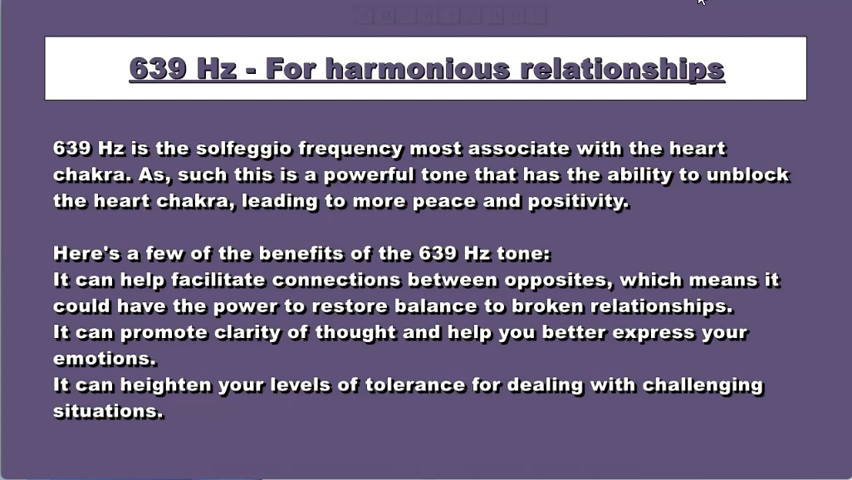 639 Hz - For harmonious relationships
639 Hz is the solfeggio frequency most associate with the heart
chakra. As, such this is a powerful tone that has the ability to unblock
the heart chakra, leading to more peace and positivity.
Here's a few of the benefits of the 639 Hz tone:
It can help facilitate connections between opposites, which means it
could have the power to restore balance to broken relationships.
It can promote clarity of thought and help you better express your
emotions.
It can heighten your levels of tolerance for dealing with challenging
situations.